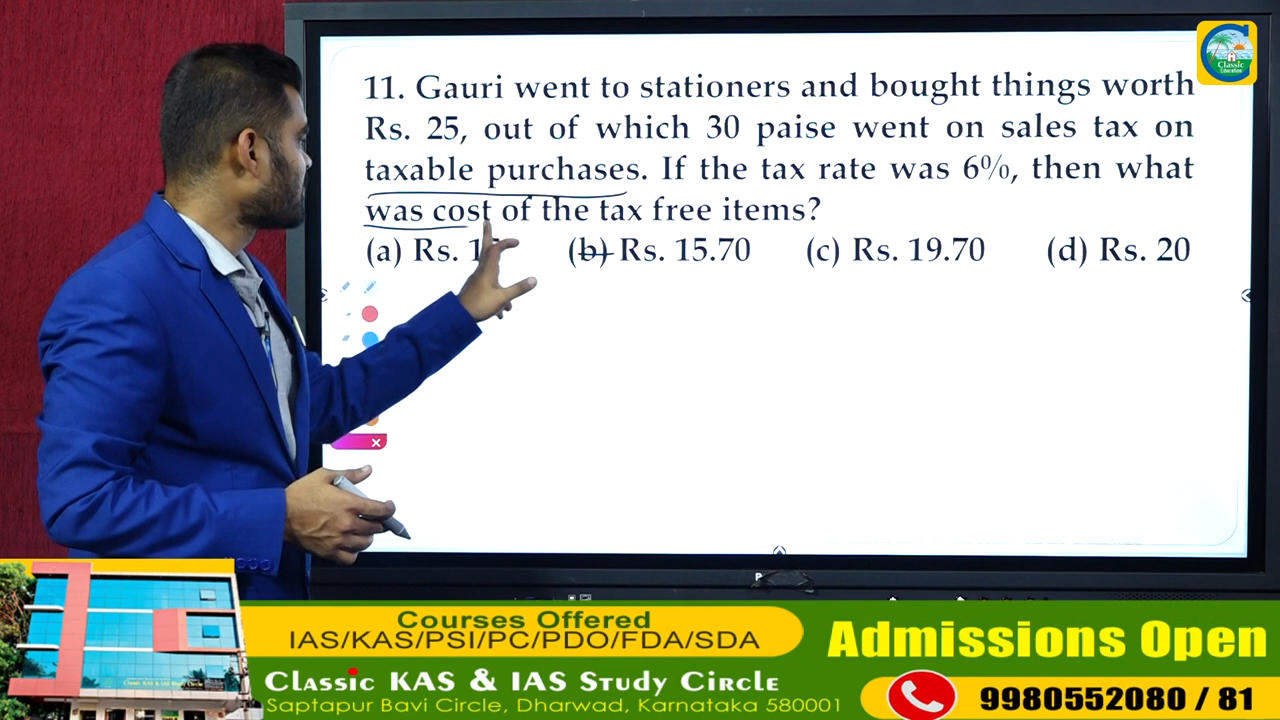 Classic
Education
11. Gauri went to stationers and bought things worth
Rs. 25, out of which 30 paise went on sales tax on
taxable purchases. If the tax rate was 6%, then what
was cost of the tax free items?
(a) Rs. (b) Rs. 15.70 (c) Rs. 19.70 (d) Rs. 20
Courses Offered
IAS/KAS/PSI/PC/PDO/FDA/SDA
Classic KAS & IAS Study Circle
Saptapur Bavi Circle, Dharwad, Karnataka 580001
Admissions Open
9980552080 / 81